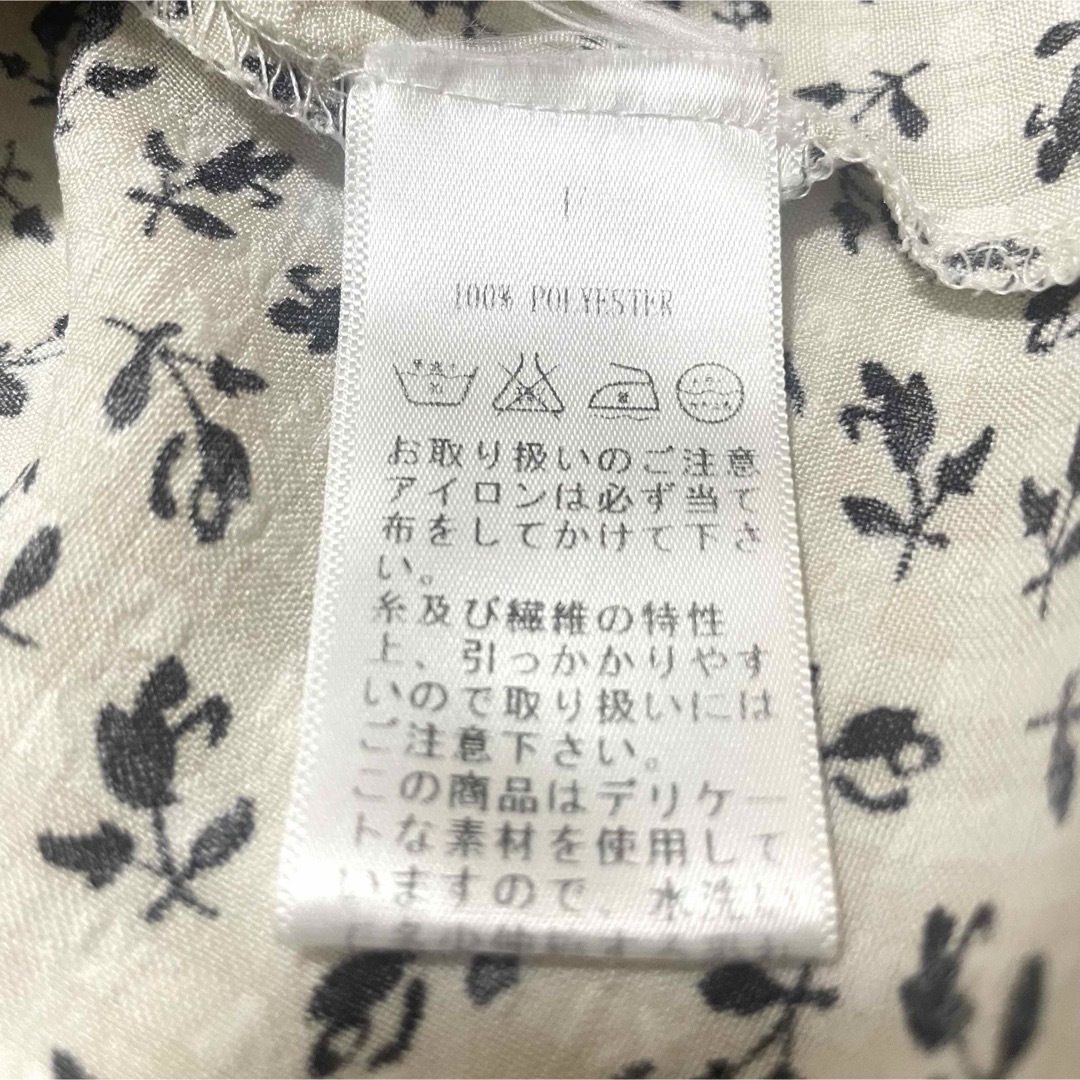 F
100% POLYESTER
お取り扱いのご注意
アイロンは必ず当て
布をしてかけて下さ
い。
糸及び繊維の特性
上、引っかかりやす
いので取り扱いには
ご注意下さい。
この商品はデリケー
トな素材を使用して
いますので、水洗い